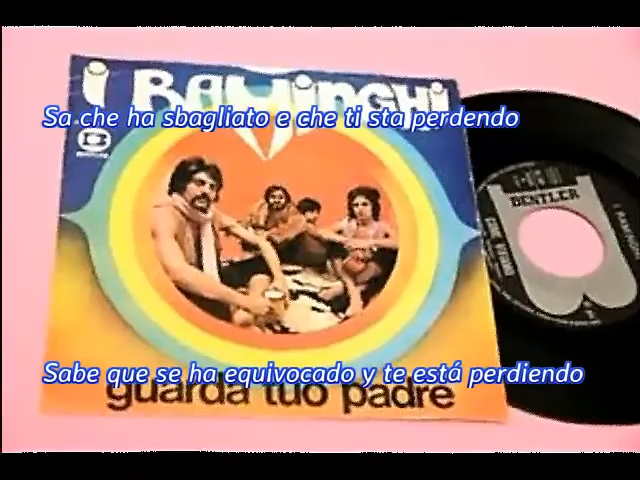 i RAMINGHI
Sa che ha sbagliato e che ti sta perdendo
BENTLER
I RAMINGHI
Sabe que se ha equivocado y te está perdiendo
guarda tuo padre